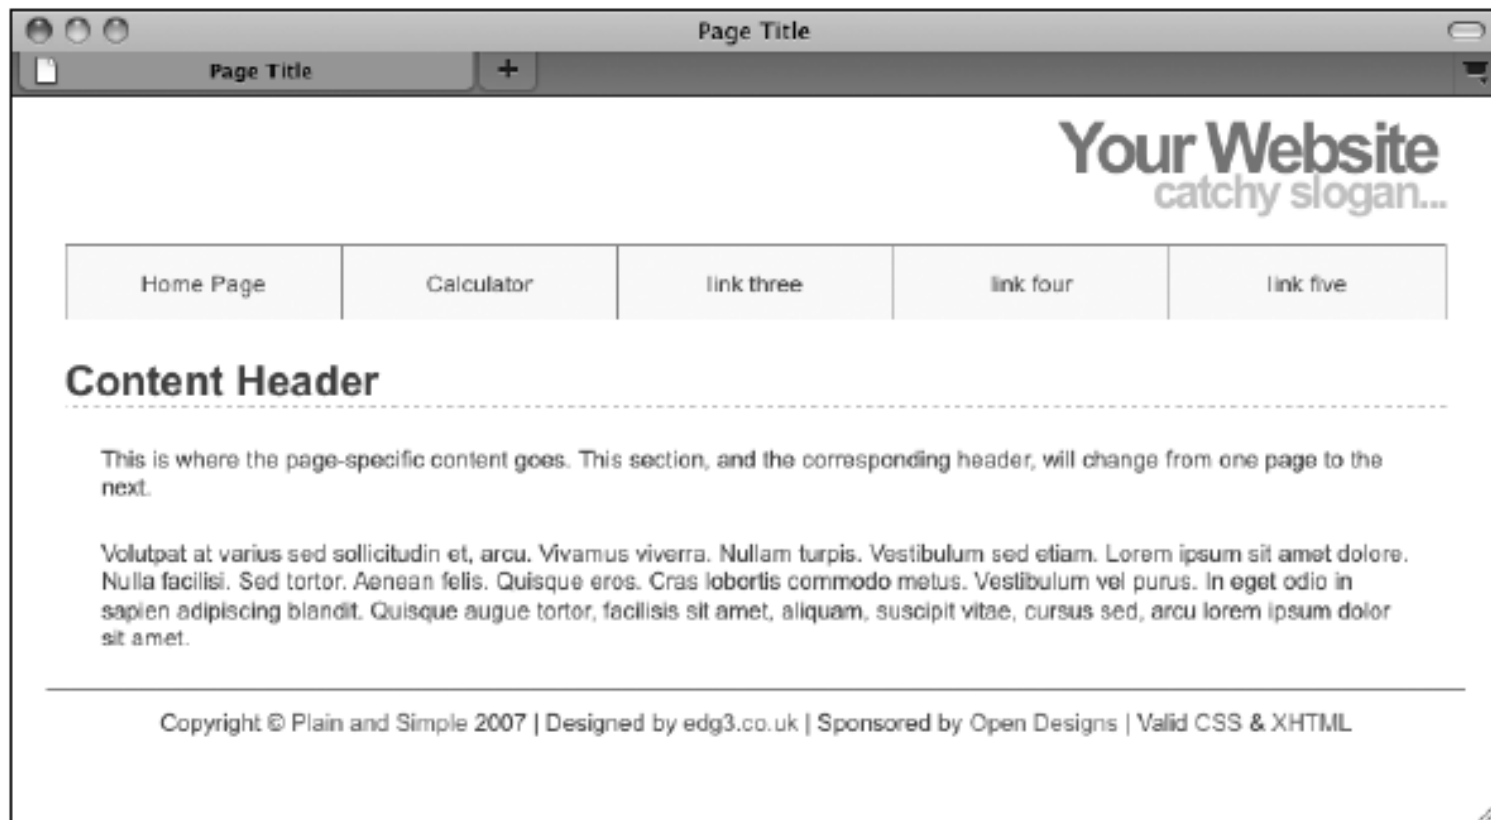 Page Title
Page Title +
Your Website
catchy slogan...
Home Page Calculator link three link four link five
Content Header
This is where the page-specific content goes. This section, and the corresponding header, will change from one page to the
next.
Volutpat at varius sed sollicitudin et, arcu. Vivamus viverra. Nullam turpis. Vestibulum sed etiam. Lorem ipsum sit amet dolore.
Nulla facilisi. Sed tortor. Aenean felis. Quisque eros. Cras lobortis commodo metus. Vestibulum vel purus. In eget odio in
sapien adipiscing blandit. Quisque augue tortor, facilisis sit amet, aliquam, suscipit vitae, cursus sed, arcu lorem ipsum dolor
sit amet.
Copyright © Plain and Simple 2007 | Designed by edg3.co.uk | Sponsored by Open Designs | Valid CSS & XHTML